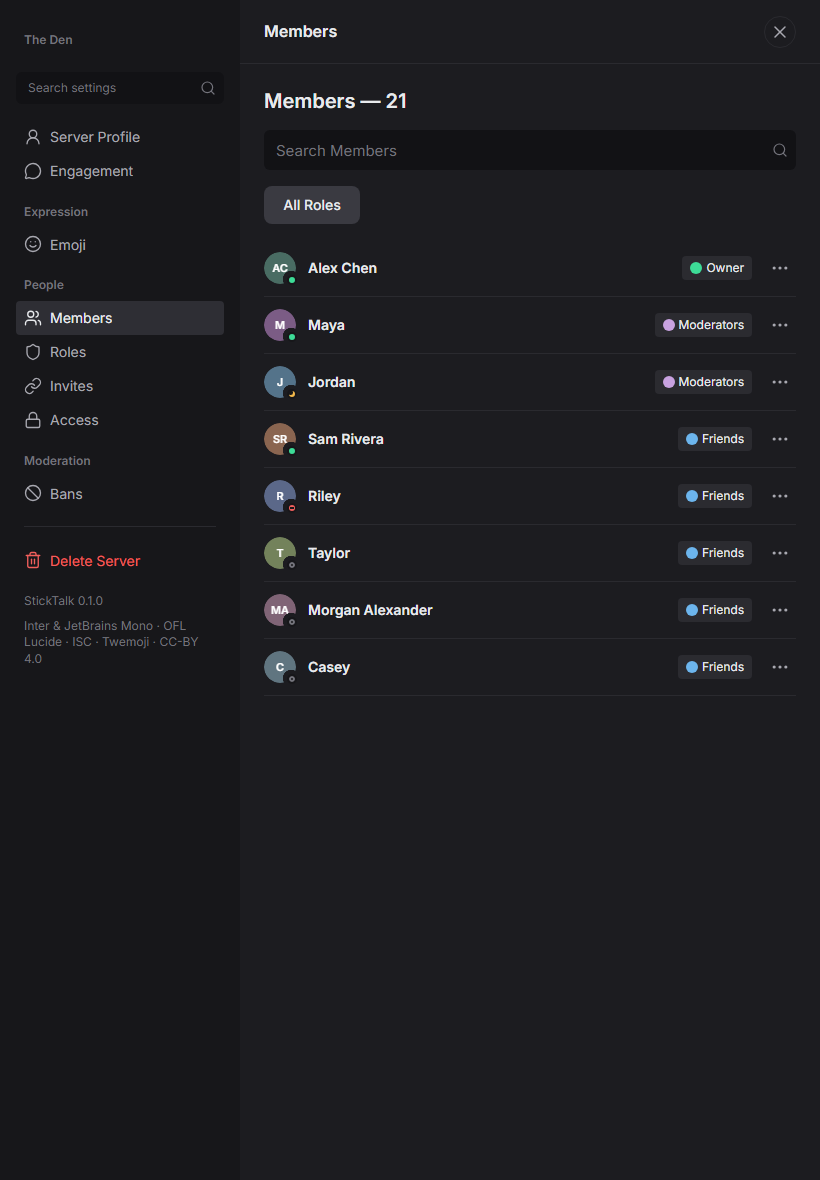 The Den
Search settings
Server Profile
Engagement
Expression
Emoji
People
Members
Roles
Invites
Access
Moderation
Bans
Delete Server
StickTalk 0.1.0
Inter & JetBrains Mono · OFL
Lucide · ISC · Twemoji · CC-BY
4.0
Members
Members — 21
Search Members
All Roles
AC Alex Chen Owner
M Maya Moderators
J Jordan Moderators
SR Sam Rivera Friends
R Riley Friends
T Taylor Friends
MA Morgan Alexander Friends
C Casey Friends